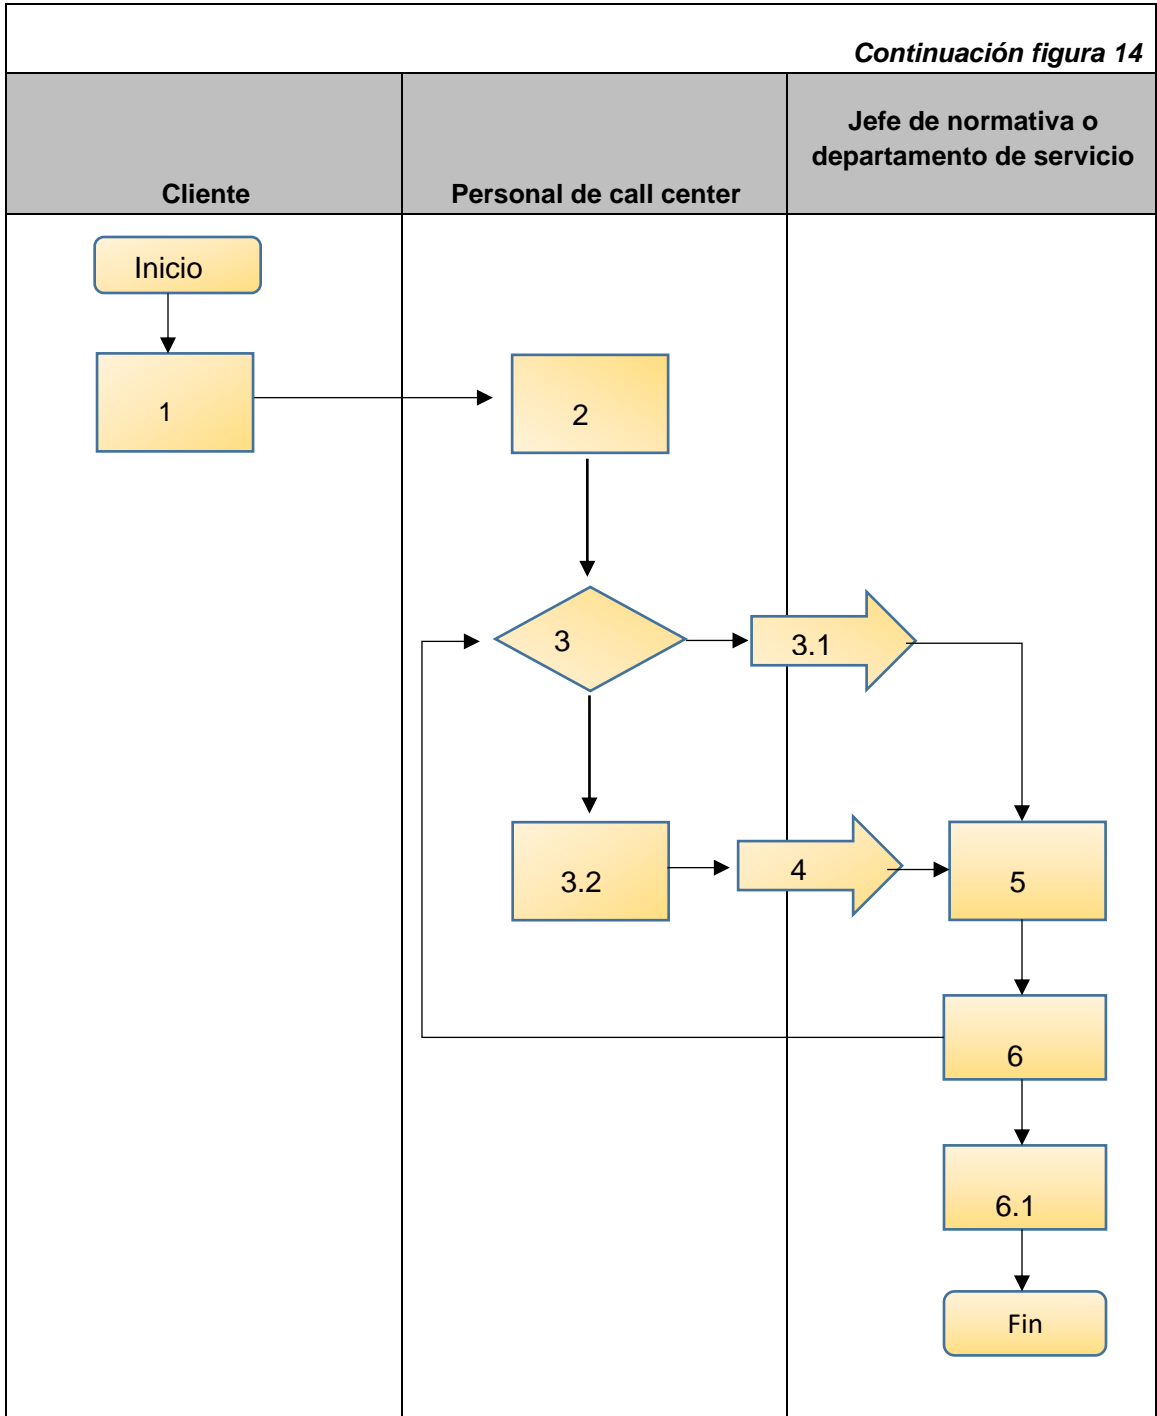 Continuación figura 14
Cliente
Personal de call center
Jefe de normativa o
departamento de servicio
Inicio
1
2
3
3.1
3.2
4
5
6
6.1
Fin